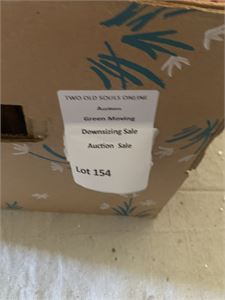 TWO OLD SOULS ONLINE
Auction
Green Moving
Downsizing Sale
Auction Sale
Lot 154